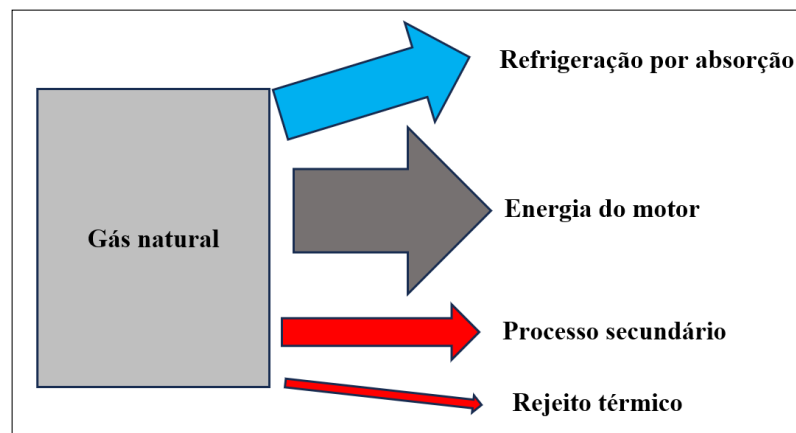 Refrigeração por absorção
Gás natural
Energia do motor
Processo secundário
Rejeito térmico